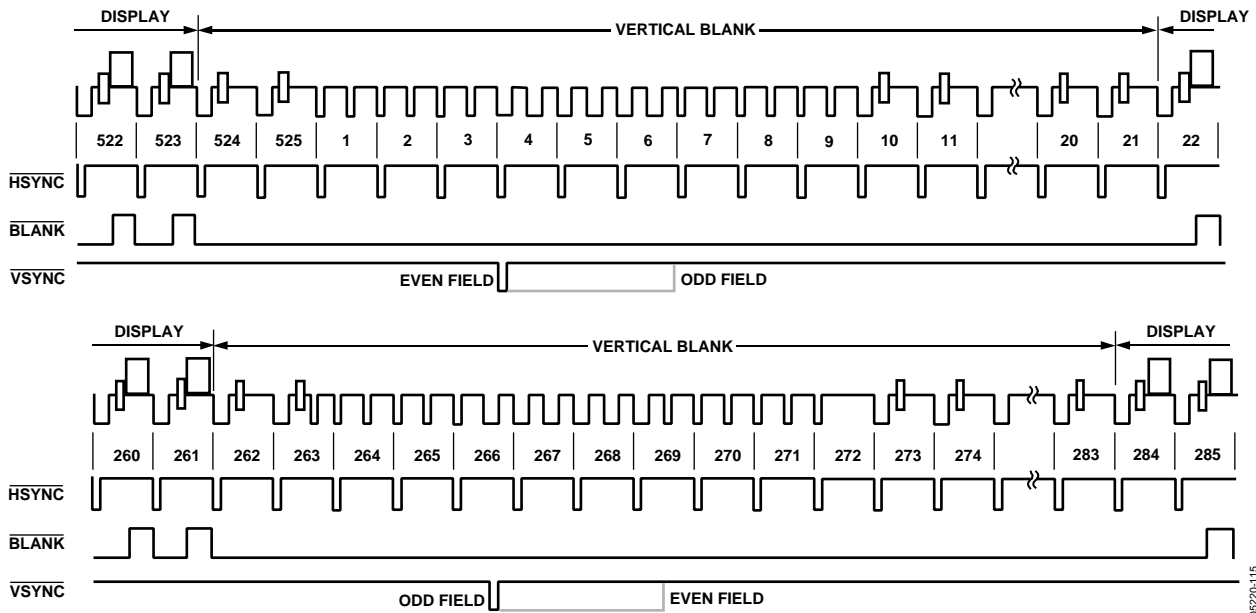 DISPLAY VERTICAL BLANK DISPLAY
522 523 524 525 1 2 3 4 5 6 7 8 9 10 11 20 21 22
HSYNC
BLANK
VSYNC
EVEN FIELD ODD FIELD
DISPLAY VERTICAL BLANK DISPLAY
260 261 262 263 264 265 266 267 268 269 270 271 272 273 274 283 284 285
HSYNC
BLANK
VSYNC
ODD FIELD EVEN FIELD
05220-115